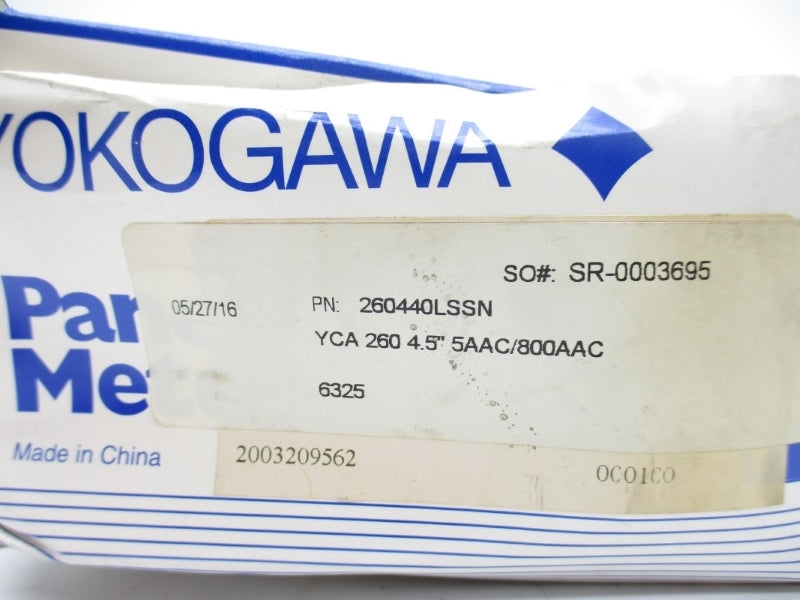 YOKOGAWA
SO#: SR-0003695
05/27/16 PN: 260440LSSN
YCA 260 4.5" 5AAC/800AAC
6325
Made in China
2003209562 0C01C0